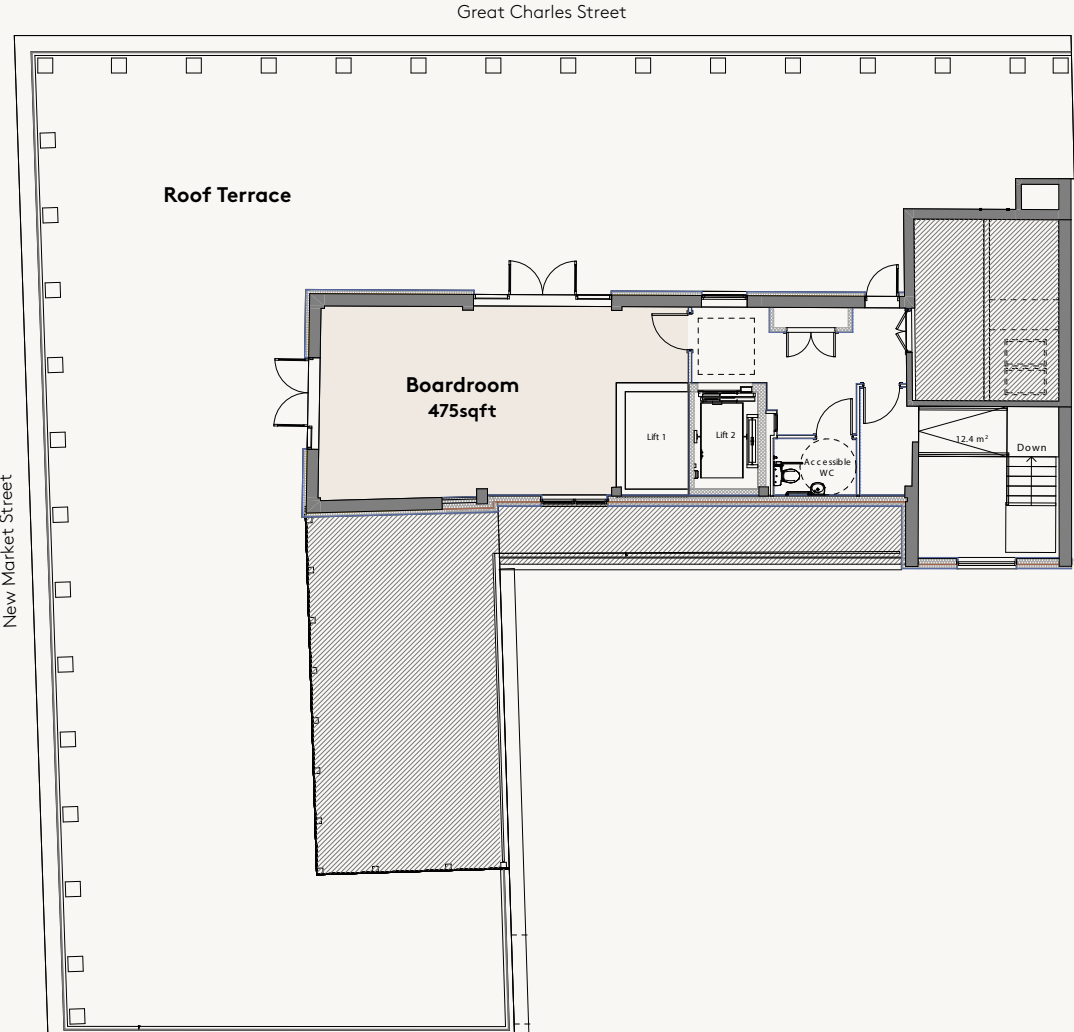 Great Charles Street
Roof Terrace
Boardroom
475sqft
Lift 1
Lift 2
12.4 m²
Down
Accessible
WC
New Market Street